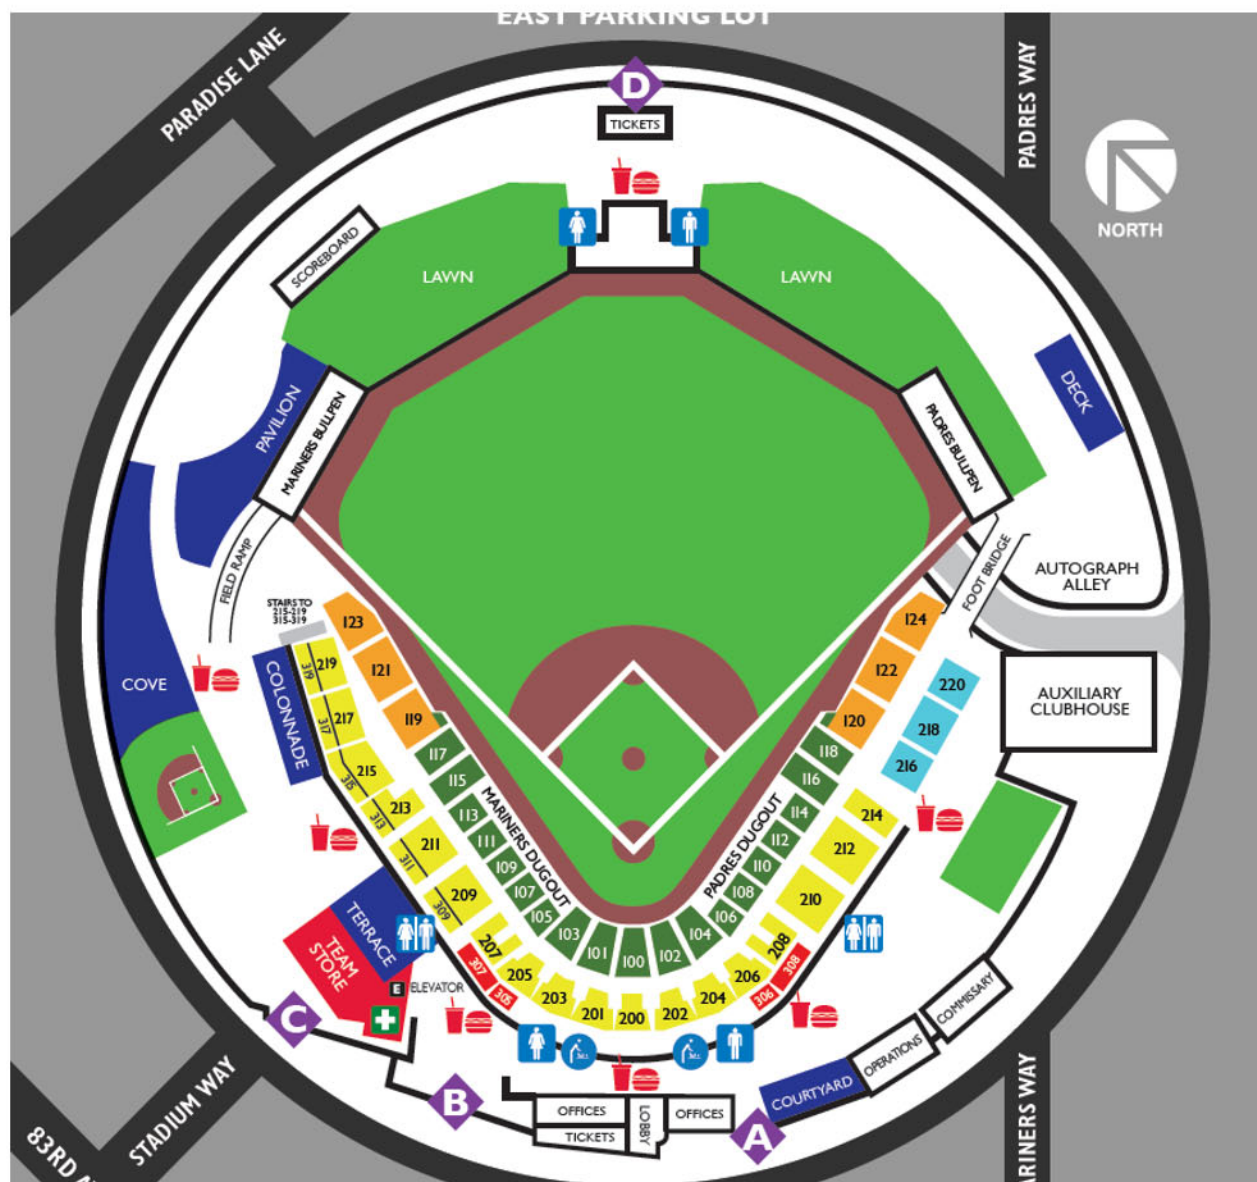 EAST PARKING LOT
PARADISE LANE
PADRES WAY
D
TICKETS
NORTH
SCOREBOARD
LAWN
LAWN
DECK
PAVILION
MARINERS BULLPEN
PADRES BULLPEN
FIELD RAMP
FOOT BRIDGE
AUTOGRAPH
ALLEY
STAIRS TO
215-219
315-319
COVE
COLONNADE
AUXILIARY
CLUBHOUSE
123
121
119
117
115
113
111
109
107
105
103
101
100
102
104
106
108
110
112
114
116
118
120
122
124
MARINERS DUGOUT
PADRES DUGOUT
219
217
215
213
211
209
207
205
203
201
200
202
204
206
208
210
212
214
216
218
220
319
317
315
313
311
309
307
305
306
308
TERRACE
TEAM
STORE
E
ELEVATOR
C
B
A
OFFICES
TICKETS
LOBBY
OFFICES
COURTYARD
OPERATIONS
COMMISSARY
STADIUM WAY
83RD A
ARINERS WAY